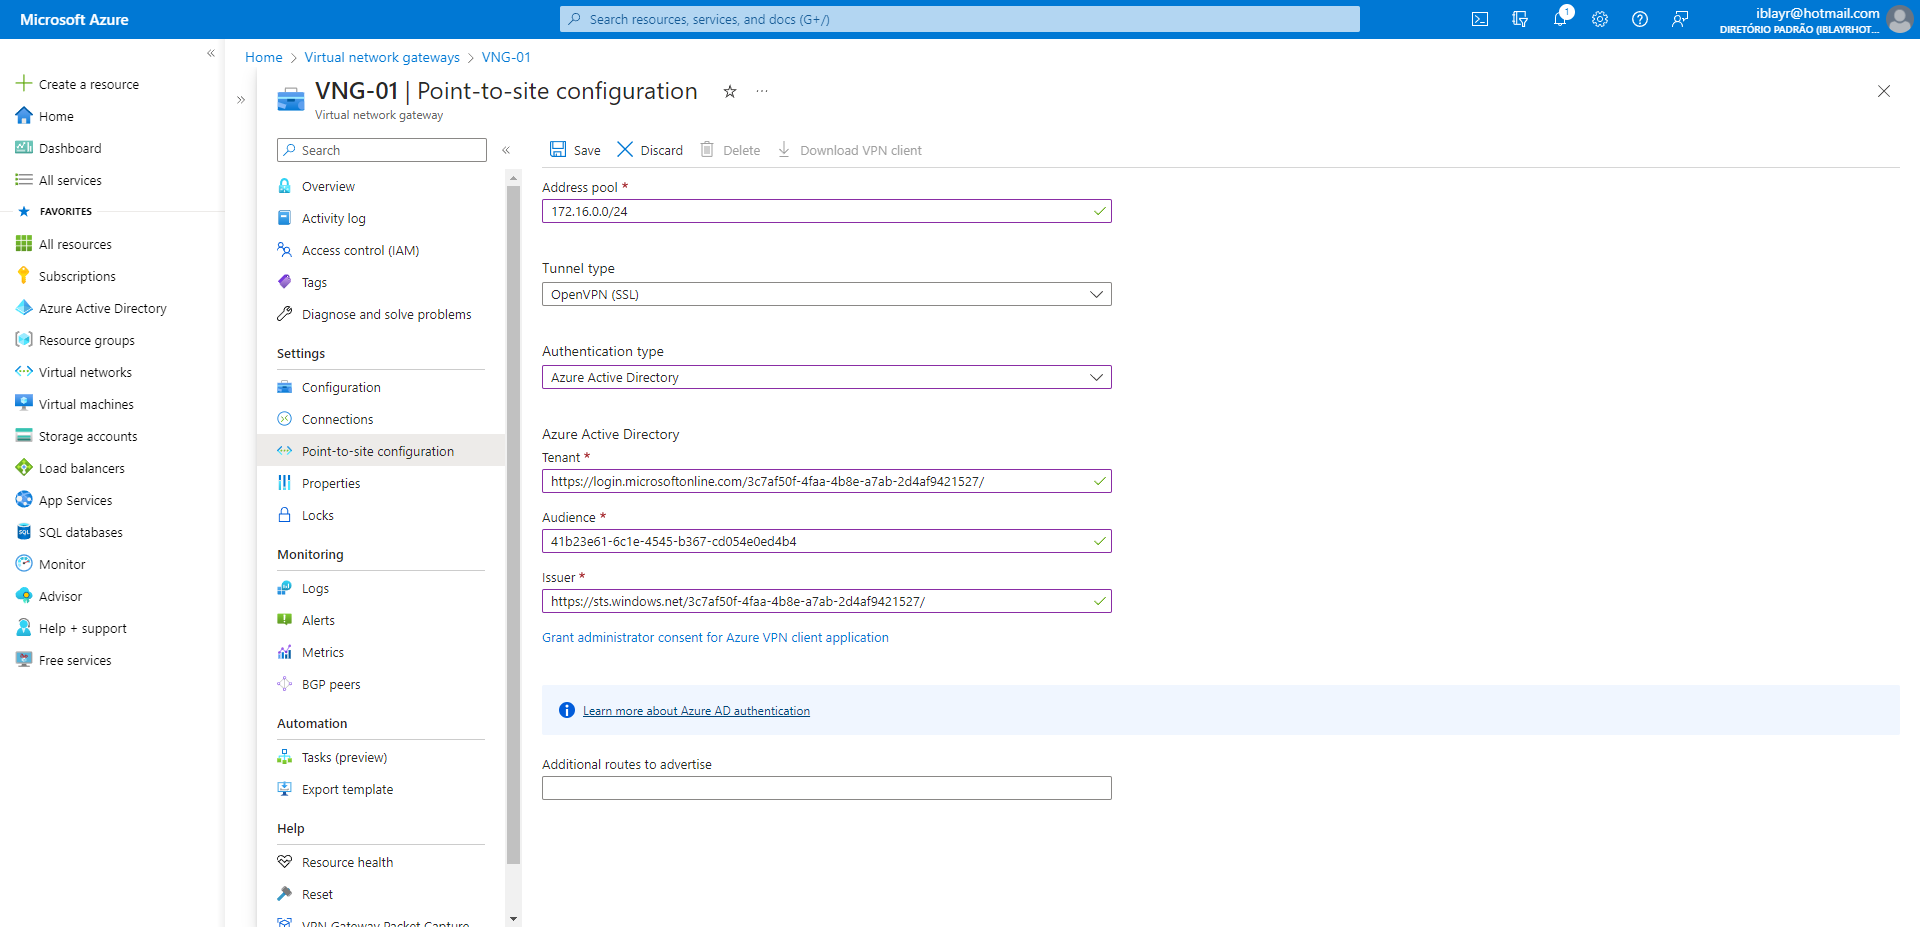 Microsoft Azure
Search resources, services, and docs (G+/)
1
iblayr@hotmail.com
DIRETÓRIO PADRÃO (IBLAYRHOT...
Create a resource
Home
Dashboard
All services
FAVORITES
All resources
Subscriptions
Azure Active Directory
Resource groups
Virtual networks
Virtual machines
Storage accounts
Load balancers
App Services
SQL databases
Monitor
Advisor
Help + support
Free services
Home > Virtual network gateways > VNG-01
VNG-01 | Point-to-site configuration
Virtual network gateway
Search
Overview
Activity log
Access control (IAM)
Tags
Diagnose and solve problems
Settings
Configuration
Connections
Point-to-site configuration
Properties
Locks
Monitoring
Logs
Alerts
Metrics
BGP peers
Automation
Tasks (preview)
Export template
Help
Resource health
Reset
VPN Gateway Packet Capture
Save
Discard
Delete
Download VPN client
Address pool *
172.16.0.0/24
Tunnel type
OpenVPN (SSL)
Authentication type
Azure Active Directory
Azure Active Directory
Tenant *
https://login.microsoftonline.com/3c7af50f-4faa-4b8e-a7ab-2d4af9421527/
Audience *
41b23e61-6c1e-4545-b367-cd054e0ed4b4
Issuer *
https://sts.windows.net/3c7af50f-4faa-4b8e-a7ab-2d4af9421527/
Grant administrator consent for Azure VPN client application
Learn more about Azure AD authentication
Additional routes to advertise